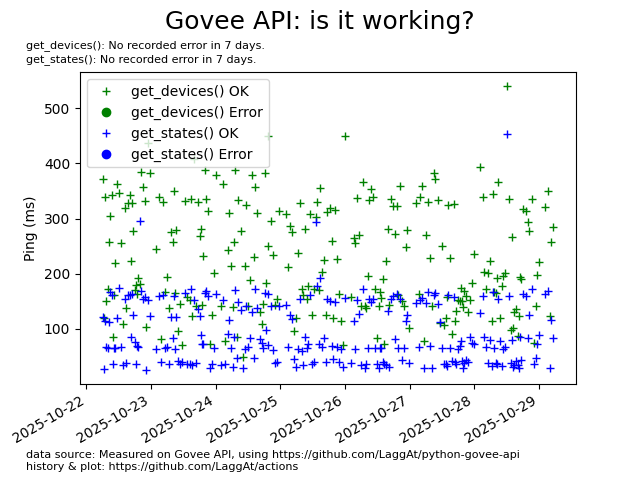 Govee API: is it working?
get_devices(): No recorded error in 7 days.
get_states(): No recorded error in 7 days.
get_devices() OK
get_devices() Error
get_states() OK
get_states() Error
Ping (ms)
500
400
300
200
100
2025-10-22
2025-10-23
2025-10-24
2025-10-25
2025-10-26
2025-10-27
2025-10-28
2025-10-29
data source: Measured on Govee API, using https://github.com/LaggAt/python-govee-api
history & plot: https://github.com/LaggAt/actions